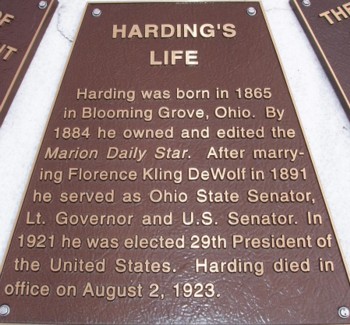 HARDING'S
LIFE
Harding was born in 1865
in Blooming Grove, Ohio. By
1884 he owned and edited the
Marion Daily Star. After marry-
ing Florence Kling DeWolf in 1891
he served as Ohio State Senator,
Lt. Governor and U.S. Senator. In
1921 he was elected 29th President of
the United States. Harding died in
office on August 2, 1923.
OF
NT
THE